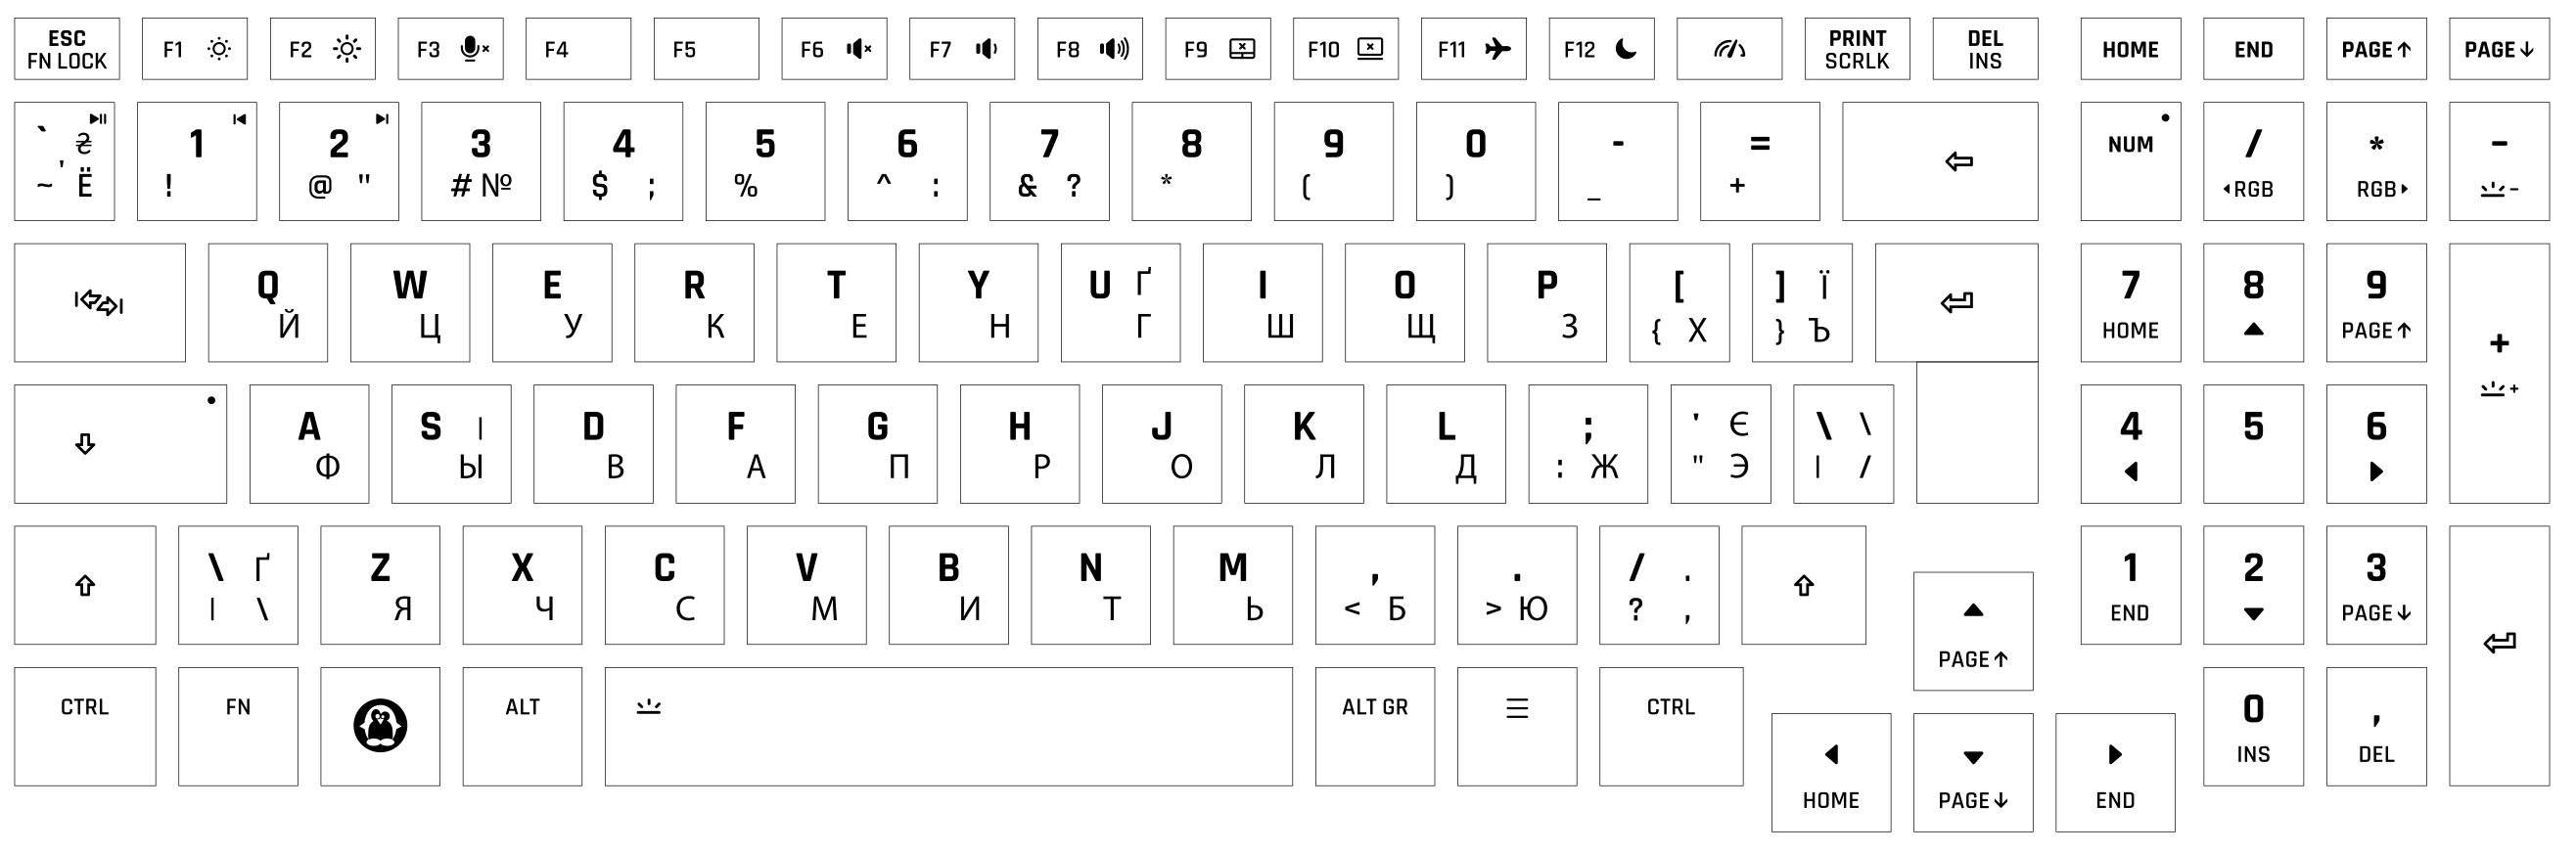 ESC F1 F2 F3 F4 F5 F6 F7 F8 F9 F10 F11 F12 PRINT DEL HOME END PAGE↑ PAGE↓
FN LOCK SCRLK INS
` ₴ 1 2 3 4 5 6 7 8 9 0 - = NUM / * -
~ ' Ё ! @ " # № $ ; % ^ : & ? * ( ) _ + RGB RGB -
Q W E R T Y U Ґ I O P [ ] Ї 7 8 9
Й Ц У К Е Н Г Ш Щ З { Х } Ъ HOME PAGE↑ +
+
A S І D F G H J K L ; ' Є \ \ 4 5 6
Ф Ы В А П Р О Л Д : Ж " Э | /
\ Ґ Z X C V B N M , . / . 1 2 3
| \ Я Ч С М И Т Ь < Б > Ю ? , END PAGE↓
PAGE↑
CTRL FN ALT ALT GR CTRL 0 ,
INS DEL
HOME PAGE↓ END